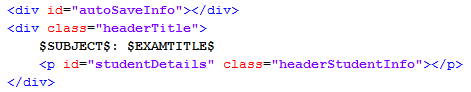 <div id="autoSaveInfo"></div>
<div class="headerTitle">
    $SUBJECT$: $EXAMTITLE$
    <p id="studentDetails" class="headerStudentInfo"></p>
</div>